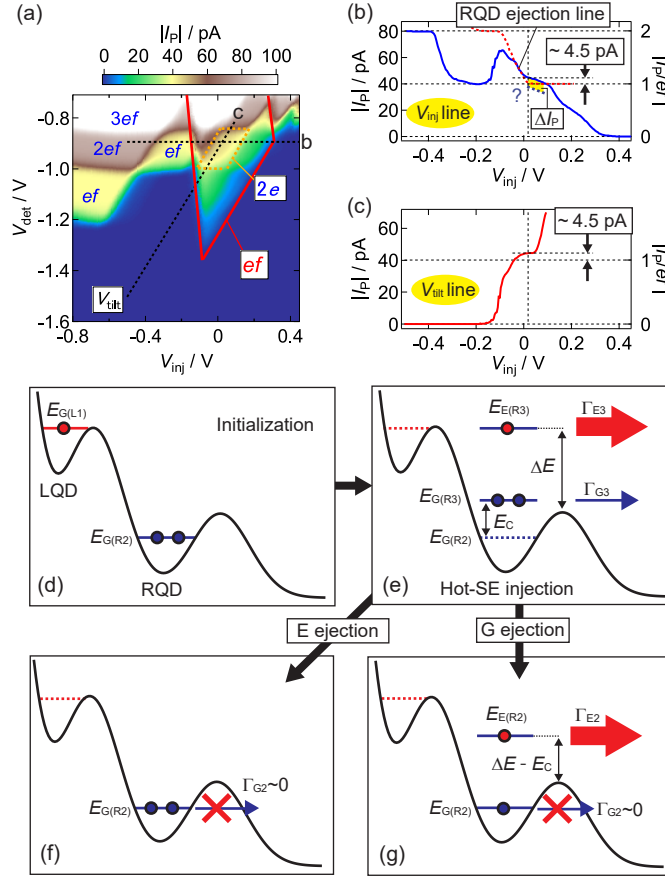 (a)
|I_P| / pA
0 20 40 60 80 100
3ef
2ef
ef
ef
c
b
2e
ef
V_tilt
-0.8
-1.0
-1.2
-1.4
-1.6
V_det / V
-0.8 -0.4 0 0.4
V_inj / V
(b)
RQD ejection line
~ 4.5 pA
?
ΔI_P
V_inj line
80
60
40
20
0
|I_P| / pA
2
1
0
|I_P/ef|
-0.4 -0.2 0 0.2 0.4
V_inj / V
(c)
~ 4.5 pA
V_tilt line
60
40
20
0
|I_P| / pA
1
0
|I_P/ef|
-0.4 -0.2 0 0.2 0.4
V_inj / V
E_G(L1)
Initialization
LQD
E_G(R2)
RQD
(d)
E_E(R3)
Γ_E3
ΔE
E_G(R3)
Γ_G3
E_C
E_G(R2)
(e)
Hot-SE injection
E ejection
G ejection
E_G(R2)
Γ_G2~0
(f)
E_E(R2)
Γ_E2
ΔE - E_C
E_G(R2)
Γ_G2~0
(g)